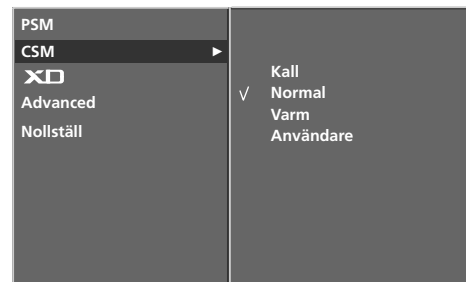 PSM
CSM
XD
Advanced
Nollställ
Kall
√ Normal
Varm
Användare